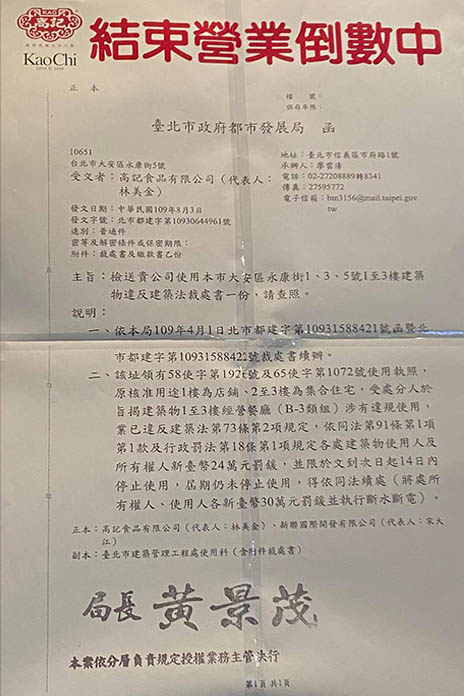 KAO
高記
KaoChi
SINCE 1949
結束營業倒數中
正本
檔 號：
保存年限：
臺北市政府都市發展局 函
10651
台北市大安區永康街5號
受文者：高記食品有限公司（代表人：
林美金）
地址：臺北市信義區市府路1號
承辦人：廖雲清
電話：02-27208889轉8341
傳真：27595772
電子信箱：bm3156@mail.taipei.gov.
tw
發文日期：中華民國109年8月3日
發文字號：北市都建字第10930644961號
速別：普通件
密等及解密條件或保密期限：
附件：裁處書及繳款書乙份
主旨：檢送貴公司使用本市大安區永康街1、3、5號1至3樓建築
物違反建築法裁處書一份，請查照。
說明：
一、依本局109年4月1日北市都建字第10931588421號函暨北
市都建字第10931588422號裁處書續辦。
二、該址領有58使字第1926號及65使字第1072號使用執照，
原核准用途1樓為店鋪、2至3樓為集合住宅，受處分人於
旨揭建築物1至3樓經營餐廳（B-3類組）涉有違規使用，
業已違反建築法第73條第2項規定，依同法第91條第1項
第1款及行政罰法第18條第1項規定各處建築物使用人及
所有權人新臺幣24萬元罰鍰，並限於文到次日起14日內
停止使用，屆期仍未停止使用，得依同法續處（將處所
有權人、使用人各新臺幣30萬元罰鍰並執行斷水斷電）。
正本：高記食品有限公司（代表人：林美金）、新聯國際開發有限公司（代表人：宋大
江）
副本：臺北市建築管理工程處使用科（含附件裁處書）
局長 黃景茂
本案依分層負責規定授權業務主管決行
第1頁 共1頁